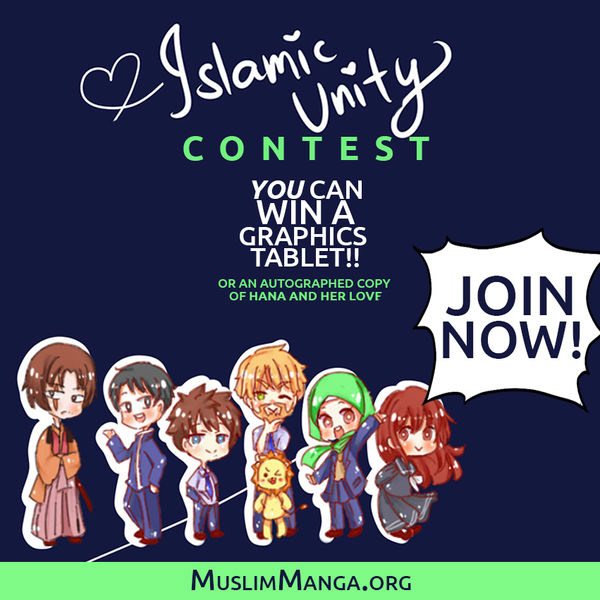 Islamic
Unity
CONTEST
YOU CAN
WIN A
GRAPHICS
TABLET!!
OR AN AUTOGRAPHED COPY
OF HANA AND HER LOVE
JOIN
NOW!
MUSLIMMANGA.ORG